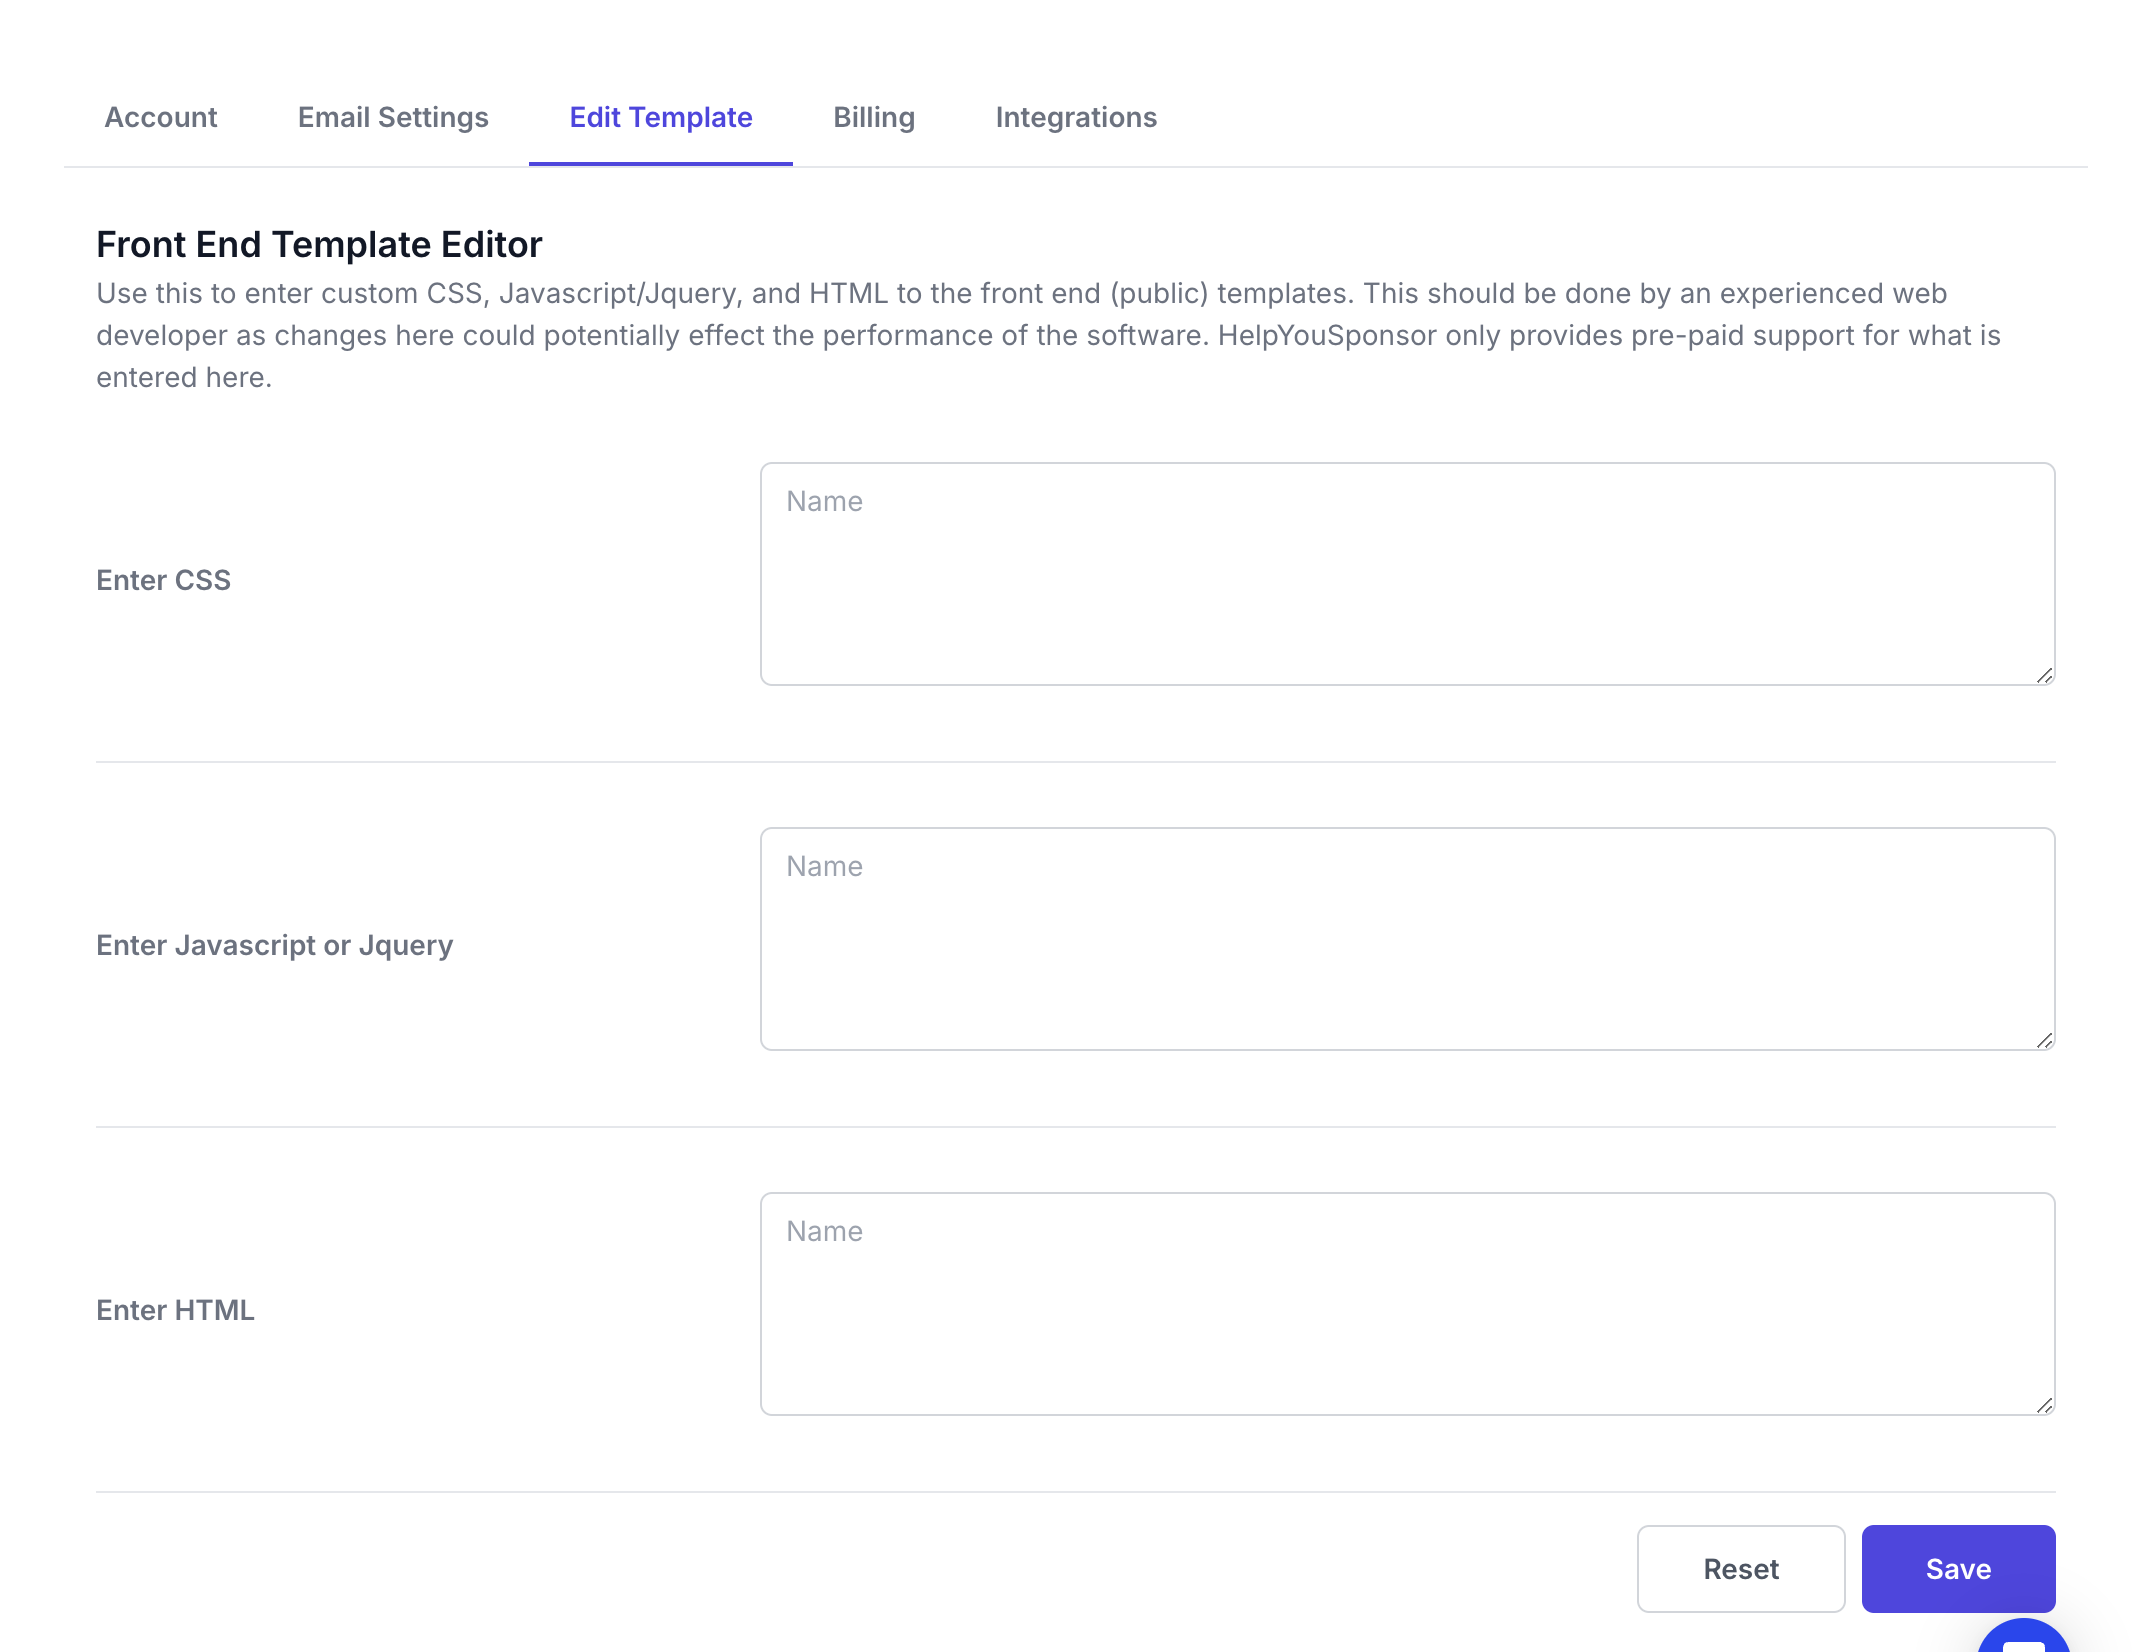 Account Email Settings Edit Template Billing Integrations
Front End Template Editor
Use this to enter custom CSS, Javascript/Jquery, and HTML to the front end (public) templates. This should be done by an experienced web
developer as changes here could potentially effect the performance of the software. HelpYouSponsor only provides pre-paid support for what is
entered here.
Name
Enter CSS
Name
Enter Javascript or Jquery
Name
Enter HTML
Reset Save